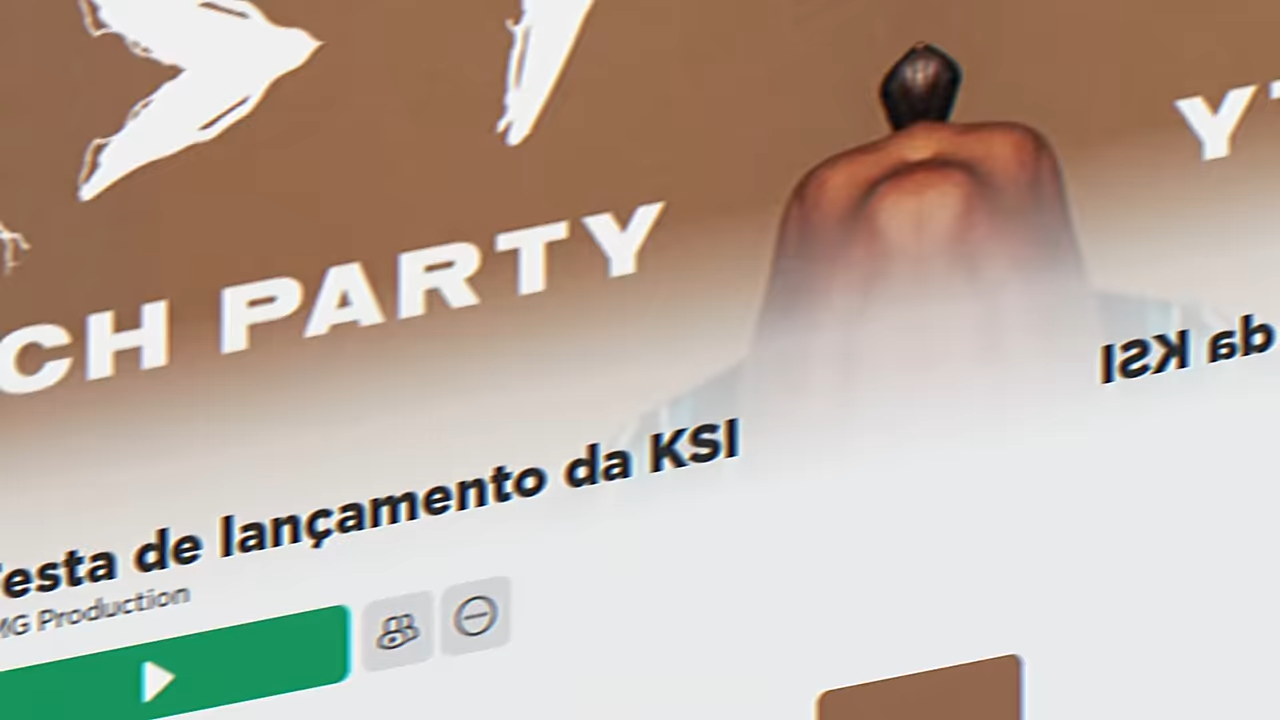 CH PARTY
Y
Festa de lançamento da KSI
da KSI
MG Production